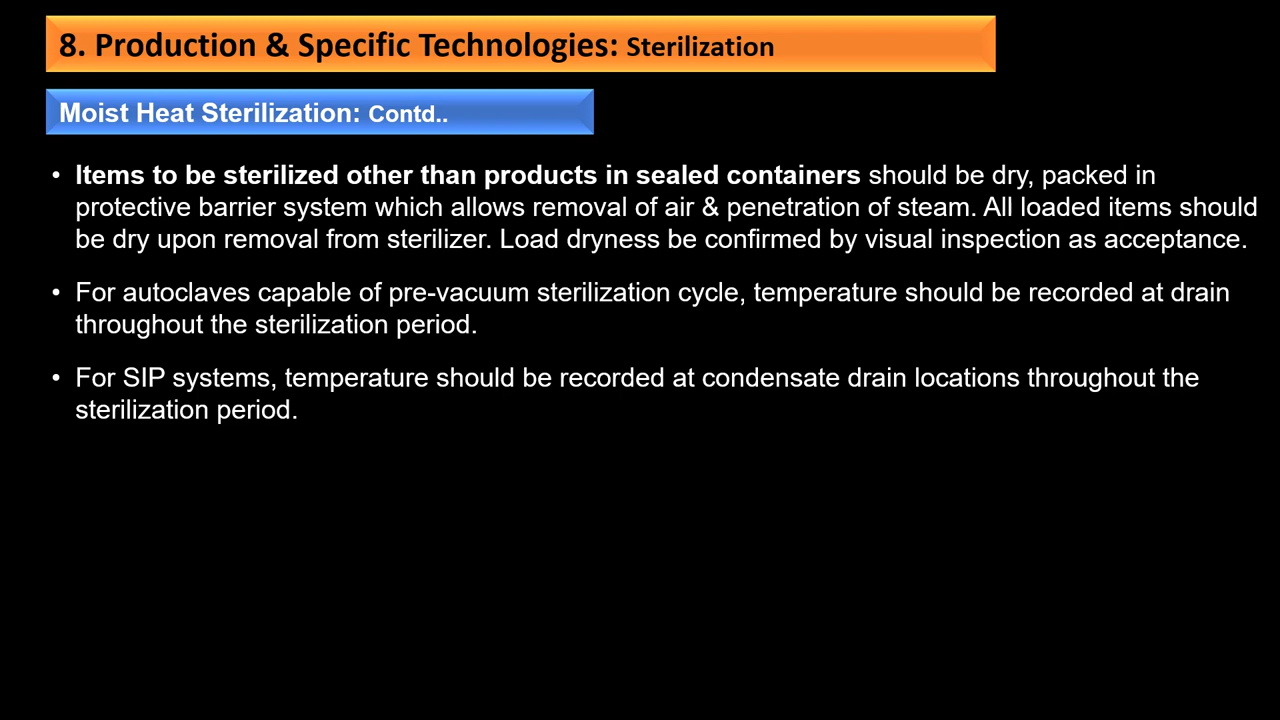 8. Production & Specific Technologies: Sterilization
Moist Heat Sterilization: Contd..
• Items to be sterilized other than products in sealed containers should be dry, packed in
protective barrier system which allows removal of air & penetration of steam. All loaded items should
be dry upon removal from sterilizer. Load dryness be confirmed by visual inspection as acceptance.
• For autoclaves capable of pre-vacuum sterilization cycle, temperature should be recorded at drain
throughout the sterilization period.
• For SIP systems, temperature should be recorded at condensate drain locations throughout the
sterilization period.